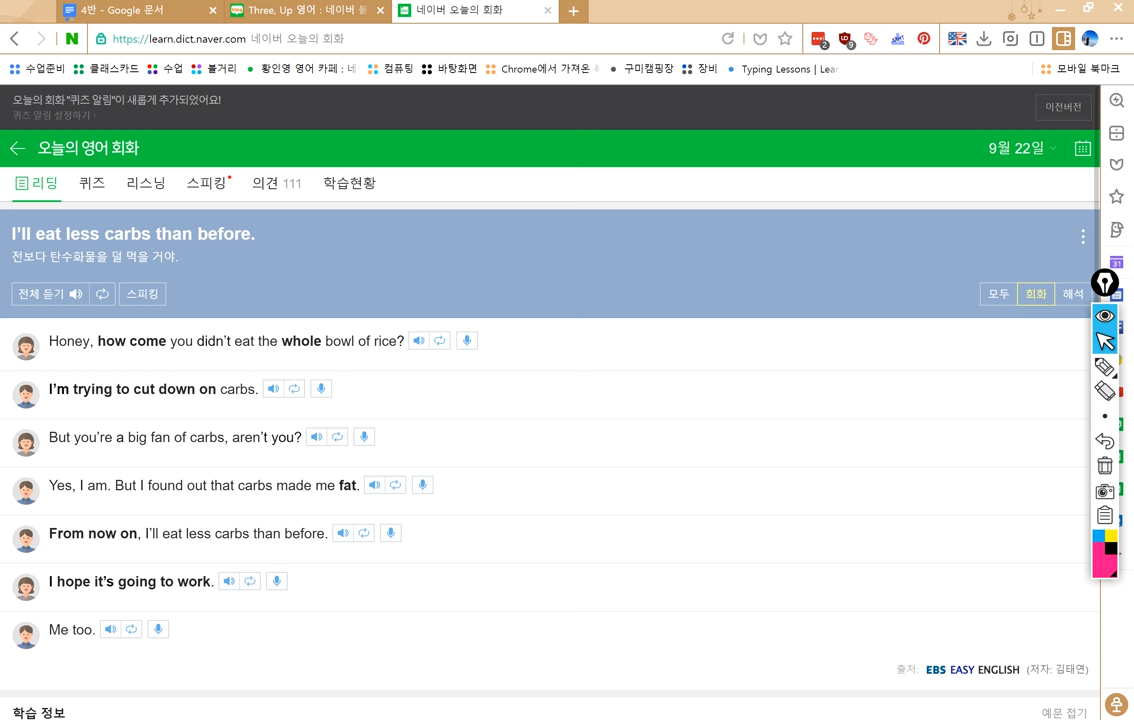 4반 - Google 문서
Three, Up 영어 : 네이버 블
네이버 오늘의 회화
https://learn.dict.naver.com 네이버 오늘의 회화
수업준비 클래스카드 수업 볼거리 황인영 영어 카페 : 네 컴퓨팅 바탕화면 Chrome에서 가져온 구미캠핑장 장비 Typing Lessons | Lear 모바일 북마크
오늘의 회화 "퀴즈 알림"이 새롭게 추가되었어요!
퀴즈 알림 설정하기
이전버전
오늘의 영어 회화
9월 22일
리딩 퀴즈 리스닝 스피킹 의견 111 학습현황
I'll eat less carbs than before.
전보다 탄수화물을 덜 먹을 거야.
전체 듣기 스피킹 모두 회화 해석
Honey, how come you didn't eat the whole bowl of rice?
I'm trying to cut down on carbs.
But you're a big fan of carbs, aren't you?
Yes, I am. But I found out that carbs made me fat.
From now on, I'll eat less carbs than before.
I hope it's going to work.
Me too.
출처: EBS EASY ENGLISH (저자: 김태연)
학습 정보
예문 접기